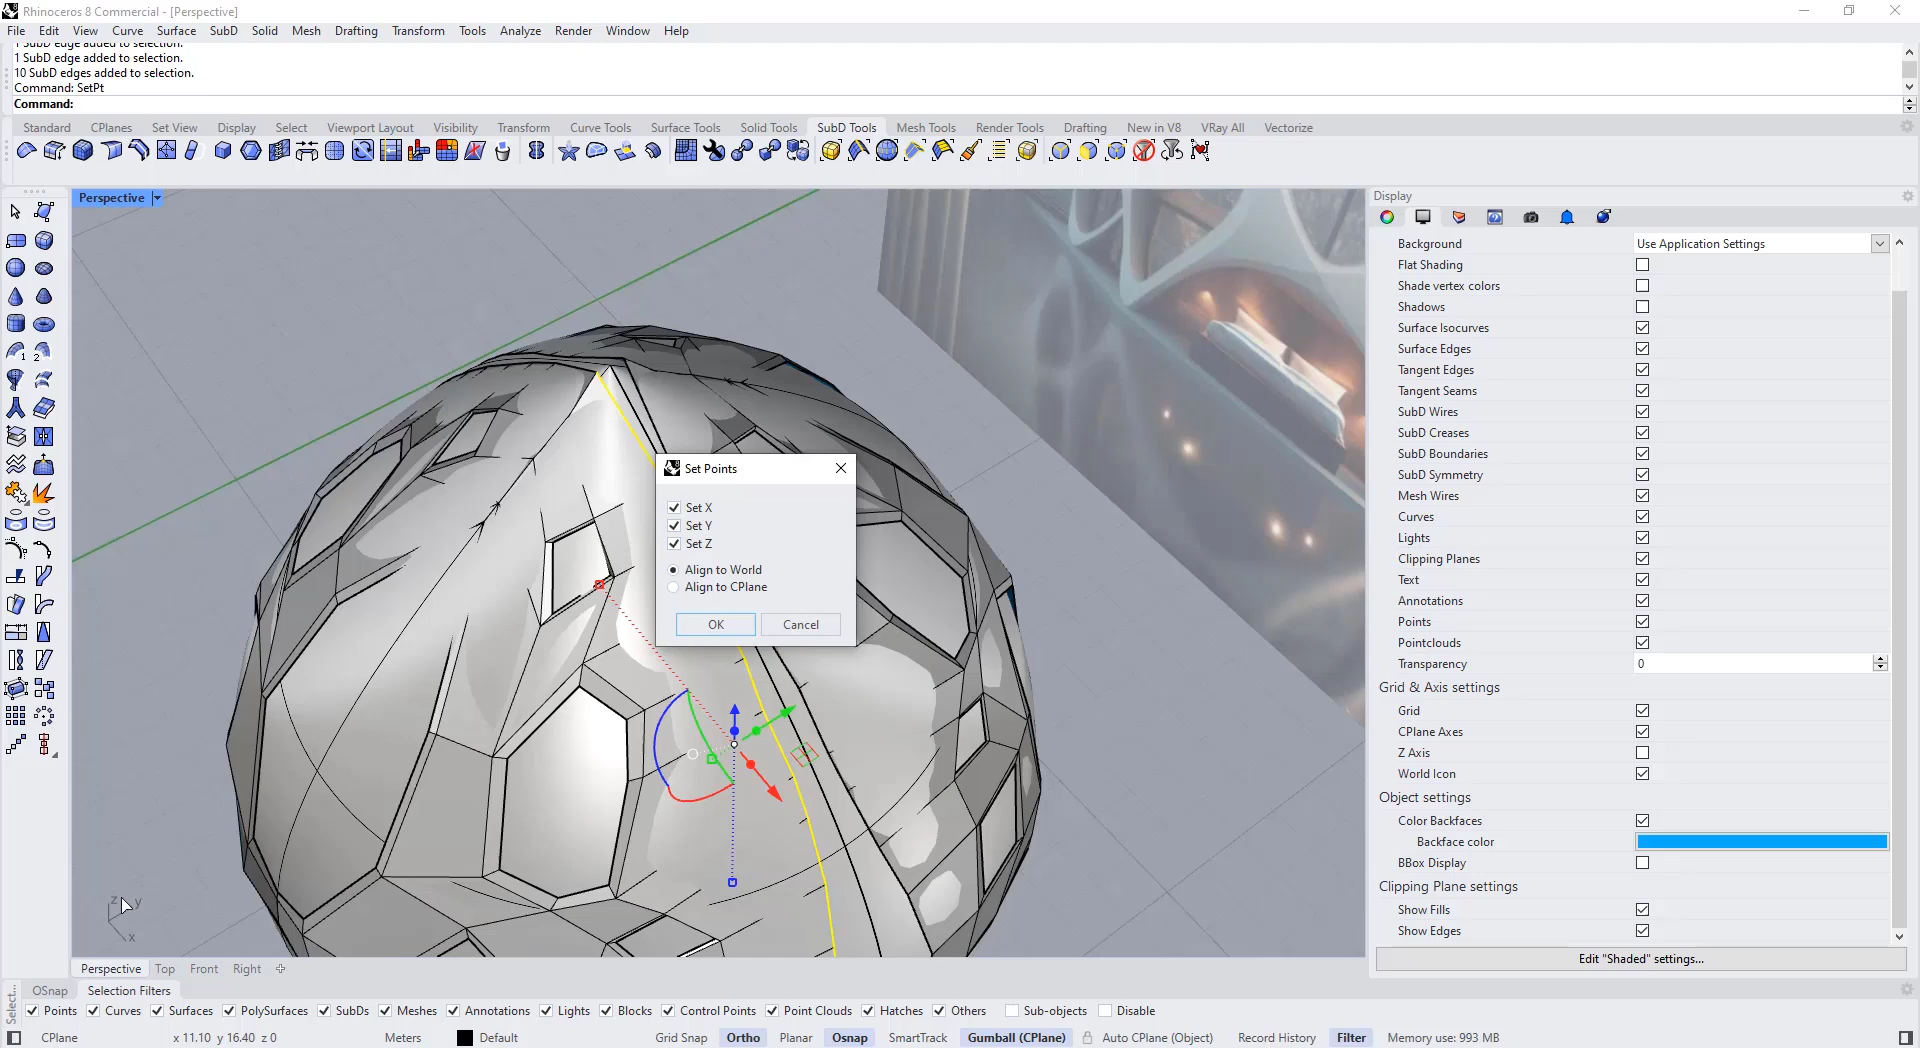 Rhinoceros 8 Commercial - [Perspective]
File Edit View Curve Surface SubD Solid Mesh Drafting Transform Tools Analyze Render Window Help
1 SubD edge added to selection.
1 SubD edge added to selection.
10 SubD edges added to selection.
Command: SetPt
Command:
Standard CPlanes Set View Display Select Viewport Layout Visibility Transform Curve Tools Surface Tools Solid Tools SubD Tools Mesh Tools Render Tools Drafting New in V8 VRay All Vectorize
Perspective
Display
Background Use Application Settings
Flat Shading
Shade vertex colors
Shadows
Surface Isocurves
Surface Edges
Tangent Edges
Tangent Seams
SubD Wires
SubD Creases
SubD Boundaries
SubD Symmetry
Mesh Wires
Curves
Lights
Clipping Planes
Text
Annotations
Points
Pointclouds
Transparency 0
Grid & Axis settings
Grid
CPlane Axes
Z Axis
World Icon
Object settings
Color Backfaces
Backface color
BBox Display
Clipping Plane settings
Show Fills
Show Edges
Edit "Shaded" settings...
Set Points
Set X
Set Y
Set Z
Align to World
Align to CPlane
OK Cancel
z y
x
Perspective Top Front Right
OSnap Selection Filters
Select...
Points Curves Surfaces PolySurfaces SubDs Meshes Annotations Lights Blocks Control Points Point Clouds Hatches Others Sub-objects Disable
CPlane x 11.10 y 16.40 z 0 Meters Default Grid Snap Ortho Planar Osnap SmartTrack Gumball (CPlane) Auto CPlane (Object) Record History Filter Memory use: 993 MB